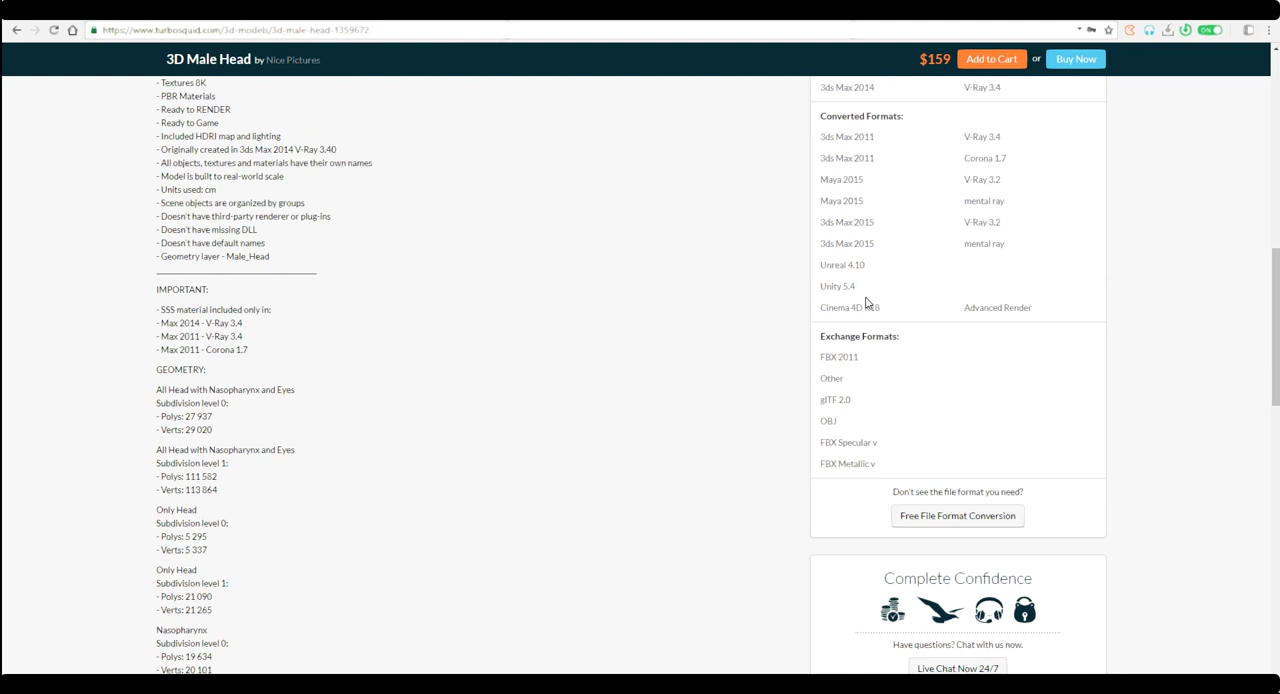 https://www.turbosquid.com/3d-models/3d-male-head-1359672
ON
3D Male Head by Nice Pictures
$159
Add to Cart
or
Buy Now
- Textures 8K
- PBR Materials
- Ready to RENDER
- Ready to Game
- Included HDRI map and lighting
- Originally created in 3ds Max 2014 V-Ray 3.40
- All objects, textures and materials have their own names
- Model is built to real-world scale
- Units used: cm
- Scene objects are organized by groups
- Doesn't have third-party renderer or plug-ins
- Doesn't have missing DLL
- Doesn't have default names
- Geometry layer - Male_Head
IMPORTANT:
- SSS material included only in:
- Max 2014 - V-Ray 3.4
- Max 2011 - V-Ray 3.4
- Max 2011 - Corona 1.7
GEOMETRY:
All Head with Nasopharynx and Eyes
Subdivision level 0:
- Polys: 27 937
- Verts: 29 020
All Head with Nasopharynx and Eyes
Subdivision level 1:
- Polys: 111 582
- Verts: 113 864
Only Head
Subdivision level 0:
- Polys: 5 295
- Verts: 5 337
Only Head
Subdivision level 1:
- Polys: 21 090
- Verts: 21 265
Nasopharynx
Subdivision level 0:
- Polys: 19 634
- Verts: 20 101
3ds Max 2014 V-Ray 3.4
Converted Formats:
3ds Max 2011 V-Ray 3.4
3ds Max 2011 Corona 1.7
Maya 2015 V-Ray 3.2
Maya 2015 mental ray
3ds Max 2015 V-Ray 3.2
3ds Max 2015 mental ray
Unreal 4.10
Unity 5.4
Cinema 4D Advanced Render
Exchange Formats:
FBX 2011
Other
glTF 2.0
OBJ
FBX Specular v
FBX Metallic v
Don't see the file format you need?
Free File Format Conversion
Complete Confidence
Have questions? Chat with us now.
Live Chat Now 24/7